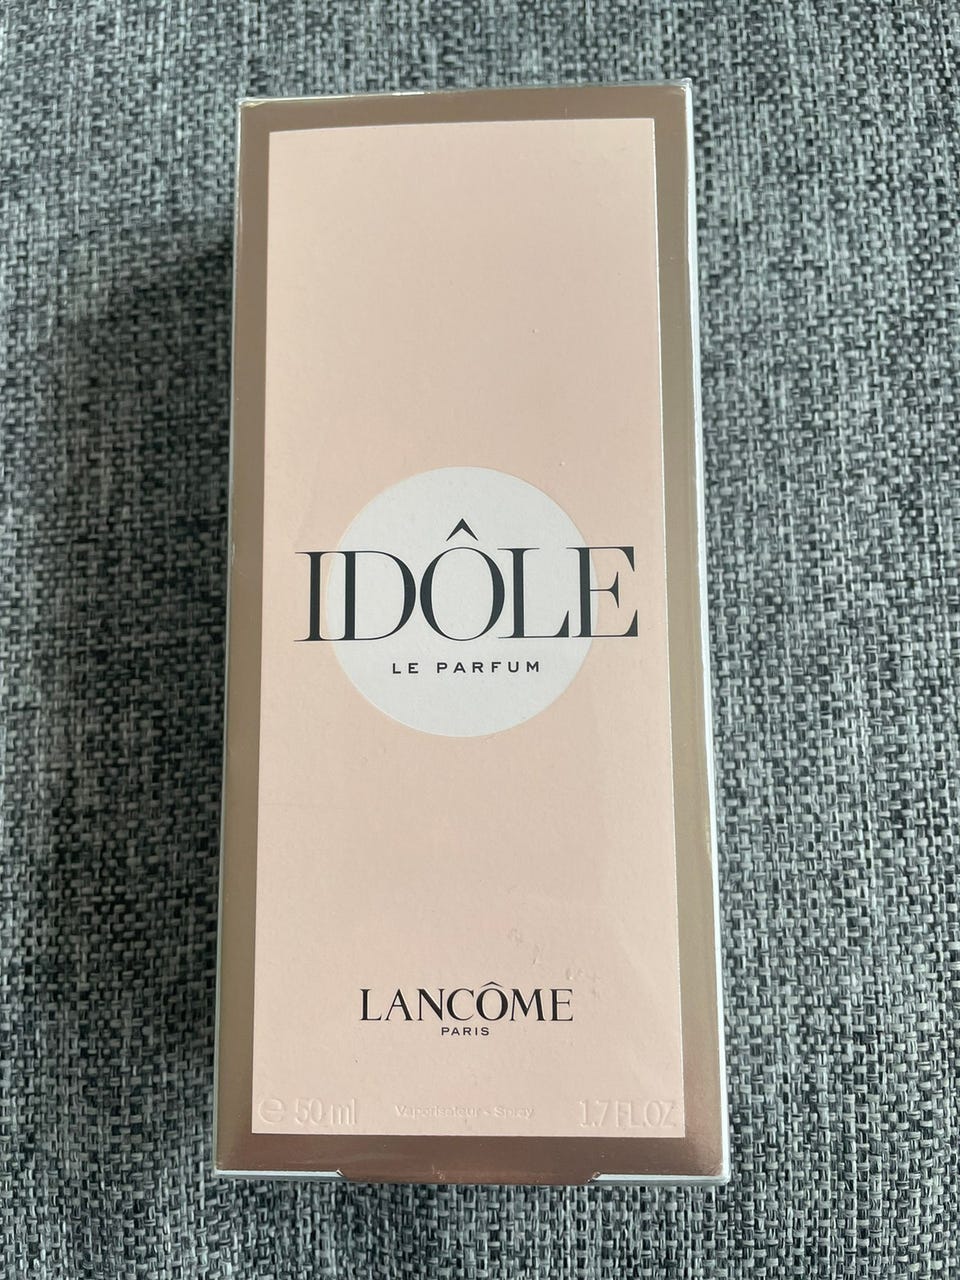 IDÔLE
LE PARFUM
LANCÔME
PARIS
e 50 ml Vaporisateur - Spray 1.7 FL.OZ